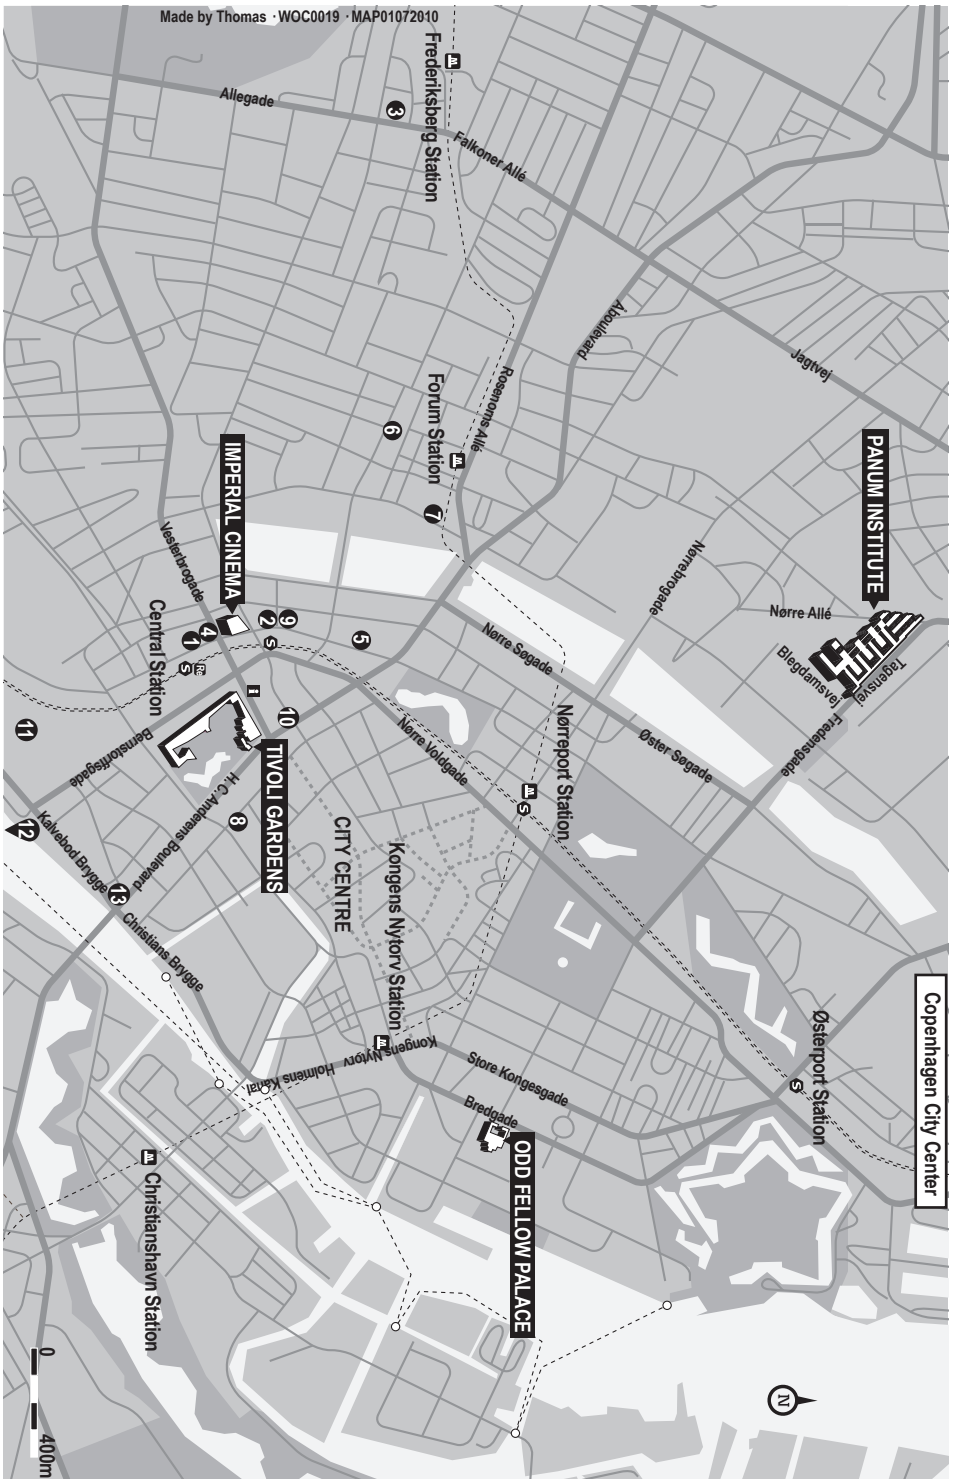 Made by Thomas · WOC0019 · MAP01072010
Copenhagen City Center
PANUM INSTITUTE
Nørre Allé
Blegdamsvej
Tagensvej
Fredensgade
Jagtvej
Nørrebrogade
Øster Søgade
Østerport Station
S
N
Falkoner Allé
Aboulevard
Rosenoms Allé
Nørre Søgade
Nørreport Station
M
S
Nørre Voldgade
Store Kongesgade
Bredgade
ODD FELLOW PALACE
Frederiksberg Station
M
3
Allegade
Forum Station
M
6
7
5
CITY CENTRE
Kongens Nytorv Station
M
Kongens Nytorv
Holmens Kanal
IMPERIAL CINEMA
9
2
S
4
1
Vesterbrogade
Central Station
S
i
10
TIVOLI GARDENS
8
H. C. Anderens Boulevard
Bernstorffsgade
11
12
Kalvebod Brygge
13
Christians Brygge
M
Christianshavn Station
0
400m